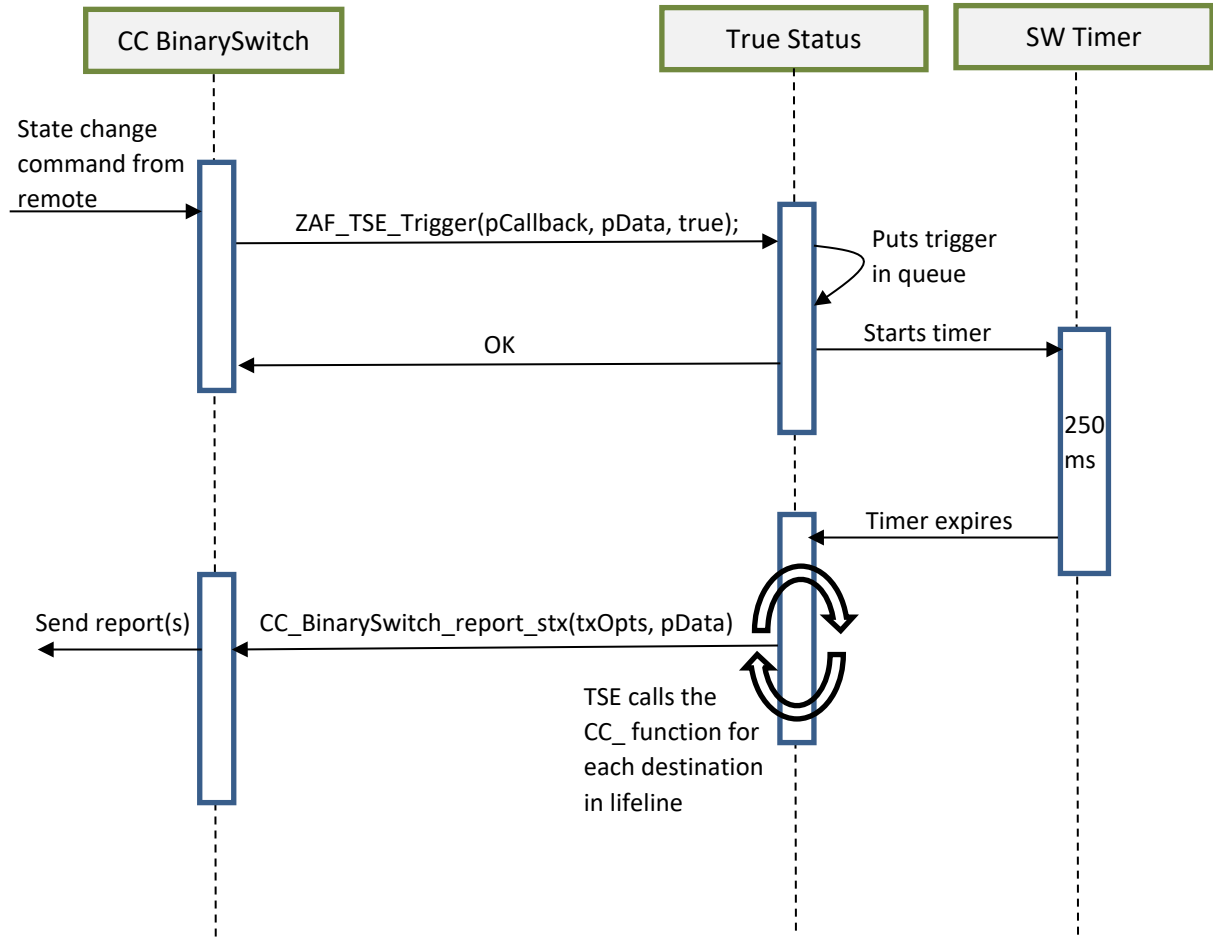 CC BinarySwitch
True Status
SW Timer
State change
command from
remote
ZAF_TSE_Trigger(pCallback, pData, true);
Puts trigger
in queue
Starts timer
OK
250
ms
Timer expires
Send report(s)
CC_BinarySwitch_report_stx(txOpts, pData)
TSE calls the
CC_ function for
each destination
in lifeline